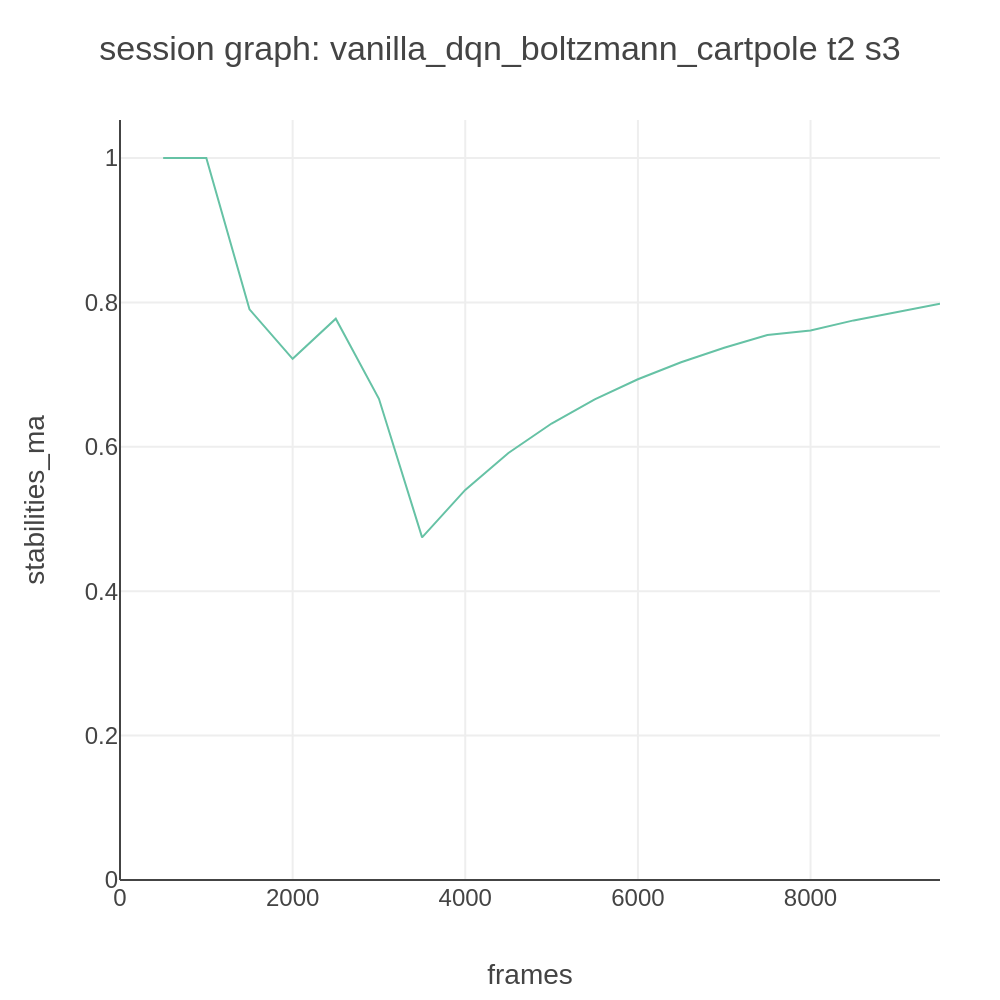 session graph: vanilla_dqn_boltzmann_cartpole t2 s3
stabilities_ma
1
0.8
0.6
0.4
0.2
0
0 2000 4000 6000 8000
frames